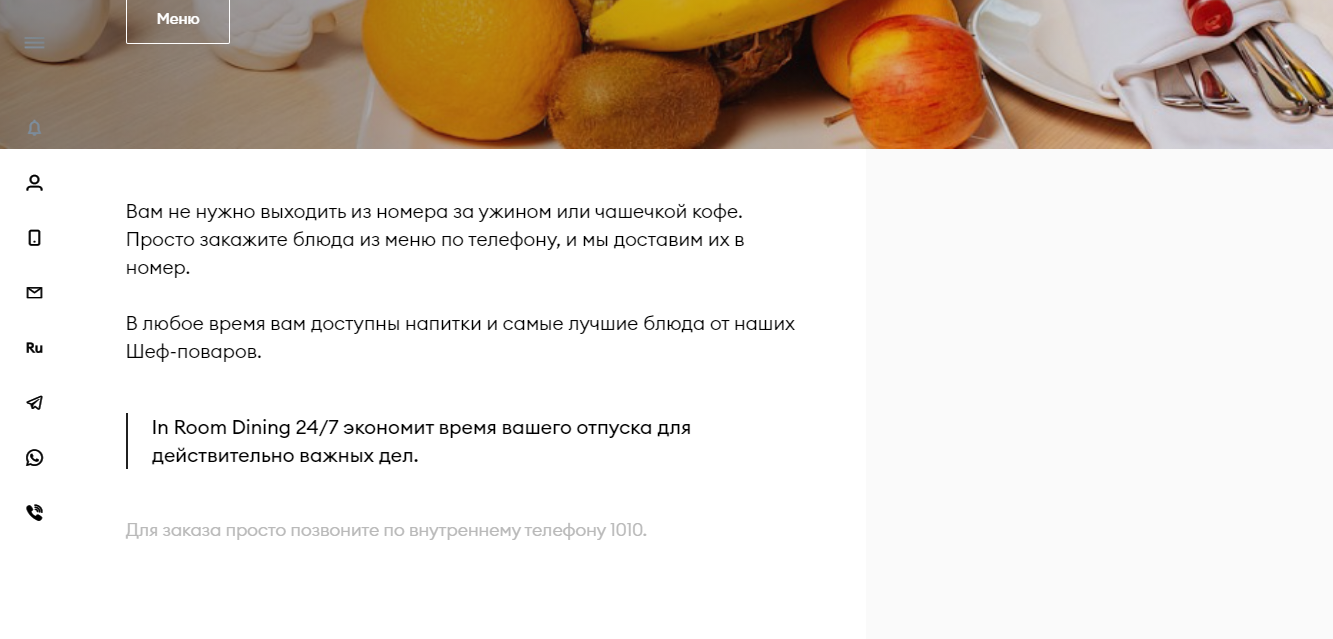 Меню
Вам не нужно выходить из номера за ужином или чашечкой кофе.
Просто закажите блюда из меню по телефону, и мы доставим их в
номер.
В любое время вам доступны напитки и самые лучшие блюда от наших
Шеф-поваров.
Ru
In Room Dining 24/7 экономит время вашего отпуска для
действительно важных дел.
Для заказа просто позвоните по внутреннему телефону 1010.